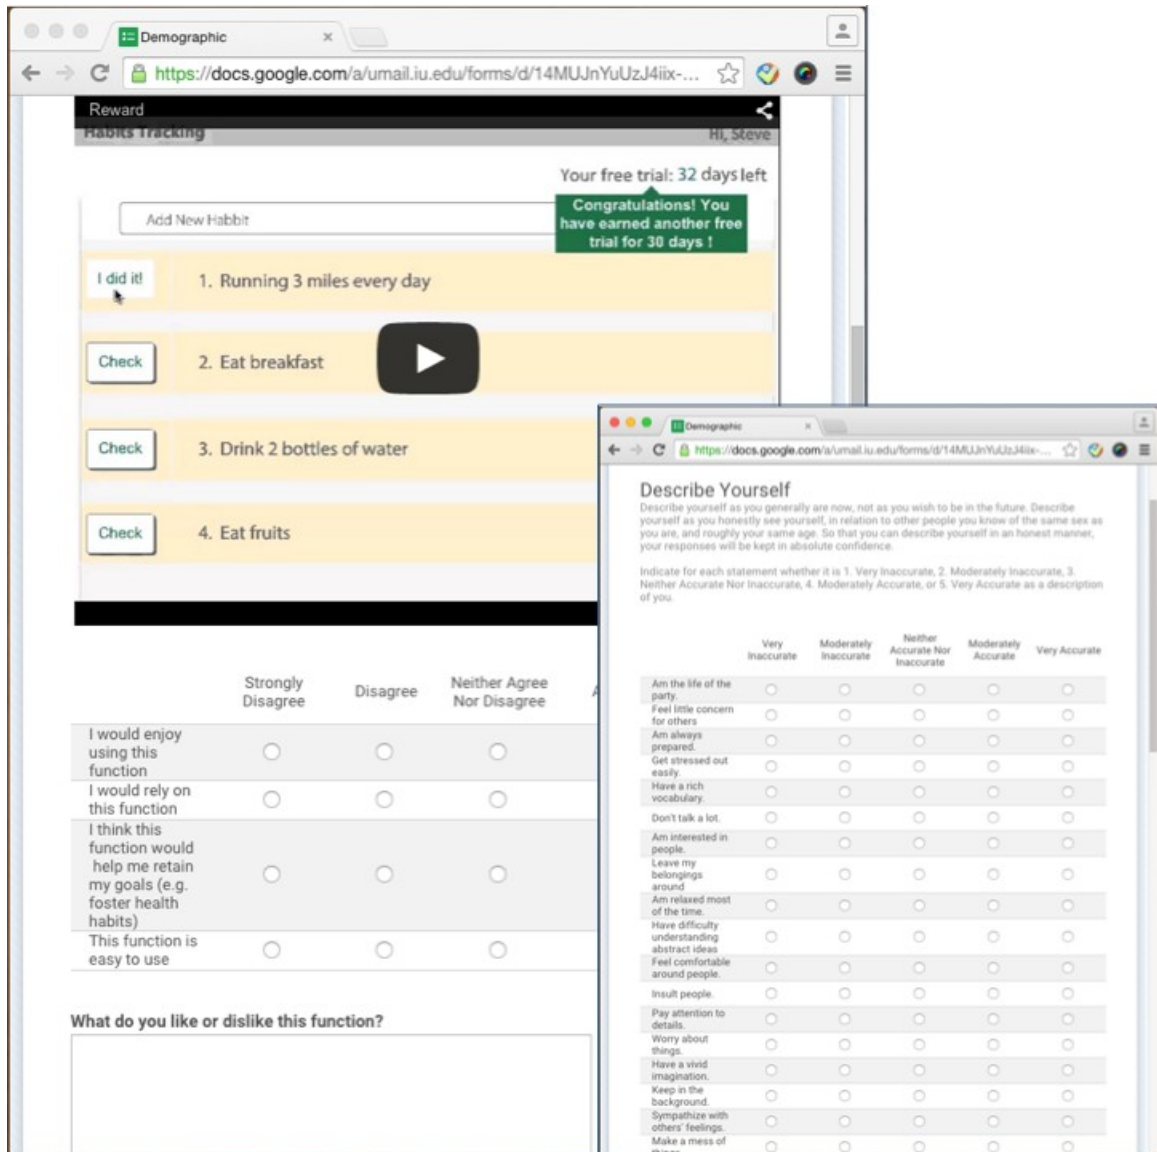 Demographic
https://docs.google.com/a/umail.iu.edu/forms/d/14MUJnYuUzJ4iix-...
Reward
Habits Tracking
Hi, Steve
Your free trial: 32 days left
Congratulations! You
have earned another free
trial for 30 days !
Add New Habbit
I did it!
1. Running 3 miles every day
Check
2. Eat breakfast
Check
3. Drink 2 bottles of water
Check
4. Eat fruits
Strongly
Disagree
Disagree
Neither Agree
Nor Disagree
I would enjoy
using this
function
I would rely on
this function
I think this
function would
help me retain
my goals (e.g.
foster health
habits)
This function is
easy to use
What do you like or dislike this function?
Demographic
https://docs.google.com/a/umail.iu.edu/forms/d/14MUJnYuUzJ4iix-...
Describe Yourself
Describe yourself as you generally are now, not as you wish to be in the future. Describe
yourself as you honestly see yourself, in relation to other people you know of the same sex as
you are, and roughly your same age. So that you can describe yourself in an honest manner,
your responses will be kept in absolute confidence.
Indicate for each statement whether it is 1. Very Inaccurate, 2. Moderately Inaccurate, 3.
Neither Accurate Nor Inaccurate, 4. Moderately Accurate, or 5. Very Accurate as a description
of you.
Very
Inaccurate
Moderately
Inaccurate
Neither
Accurate Nor
Inaccurate
Moderately
Accurate
Very Accurate
Am the life of the
party.
Feel little concern
for others
Am always
prepared.
Get stressed out
easily.
Have a rich
vocabulary.
Don't talk a lot.
Am interested in
people.
Leave my
belongings
around
Am relaxed most
of the time.
Have difficulty
understanding
abstract ideas
Feel comfortable
around people.
Insult people.
Pay attention to
details.
Worry about
things.
Have a vivid
imagination.
Keep in the
background.
Sympathize with
others' feelings.
Make a mess of